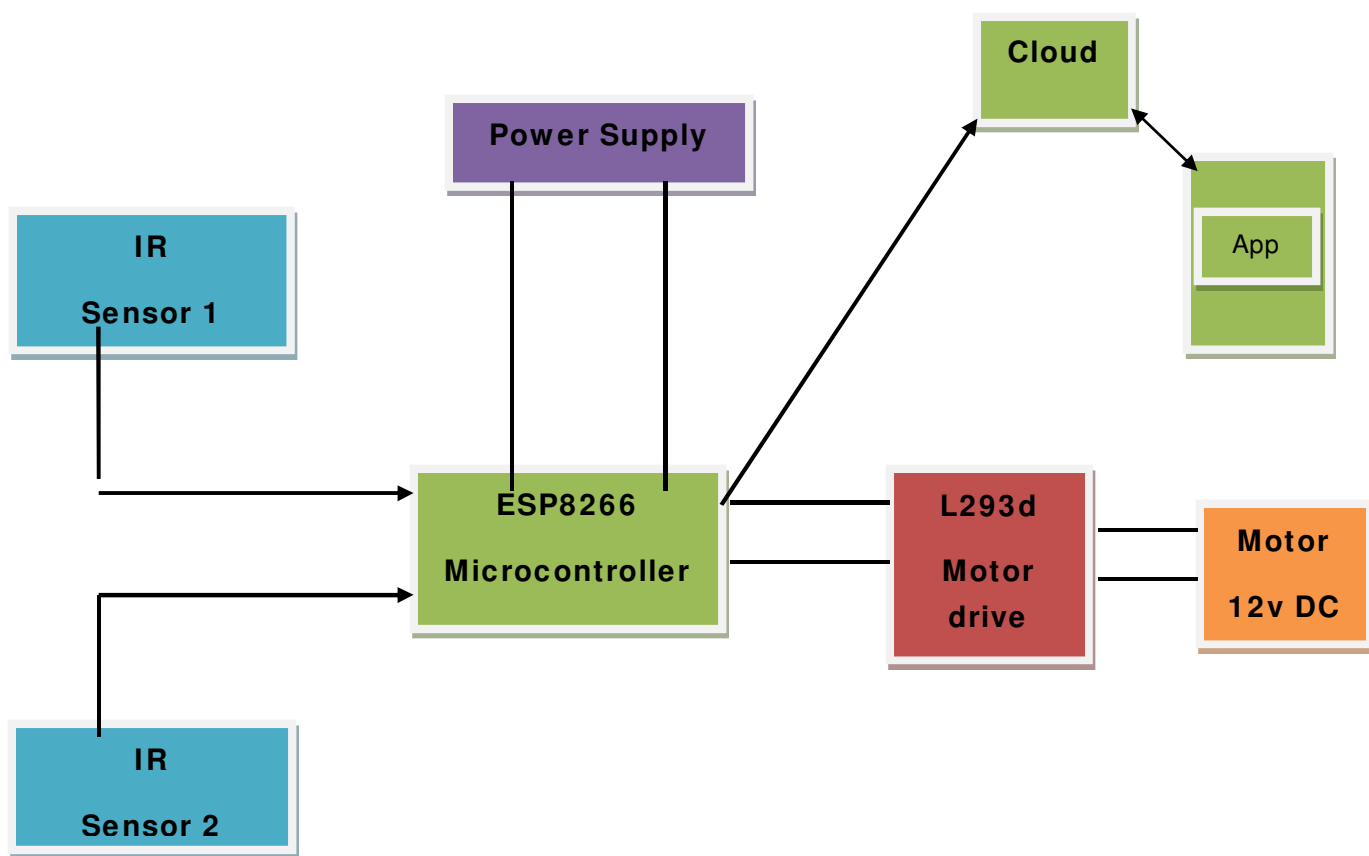 Cloud
Power Supply
App
IR
Sensor 1
ESP8266
Microcontroller
L293d
Motor
drive
Motor
12v DC
IR
Sensor 2